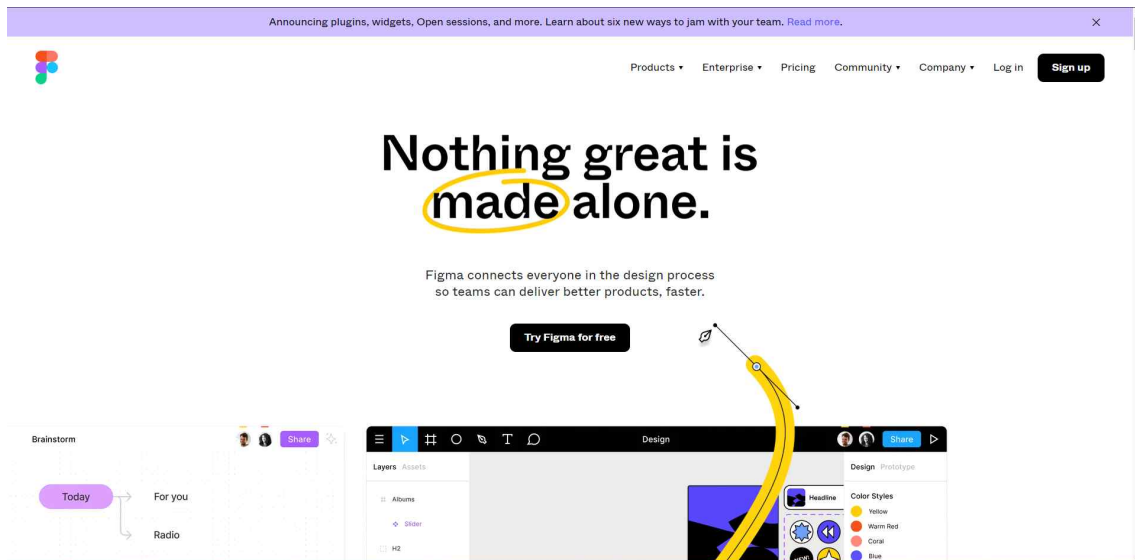 Announcing plugins, widgets, Open sessions, and more. Learn about six new ways to jam with your team. Read more.
Products Enterprise Pricing Community Company Log in Sign up
Nothing great is
made alone.
Figma connects everyone in the design process
so teams can deliver better products, faster.
Try Figma for free
Brainstorm Share
Design Share
Layers Assets
Design Prototype
Today For you
Radio
Albums
Slider
H2
Headline
NEW!
Color Styles
Yellow
Warm Red
Coral
Blue